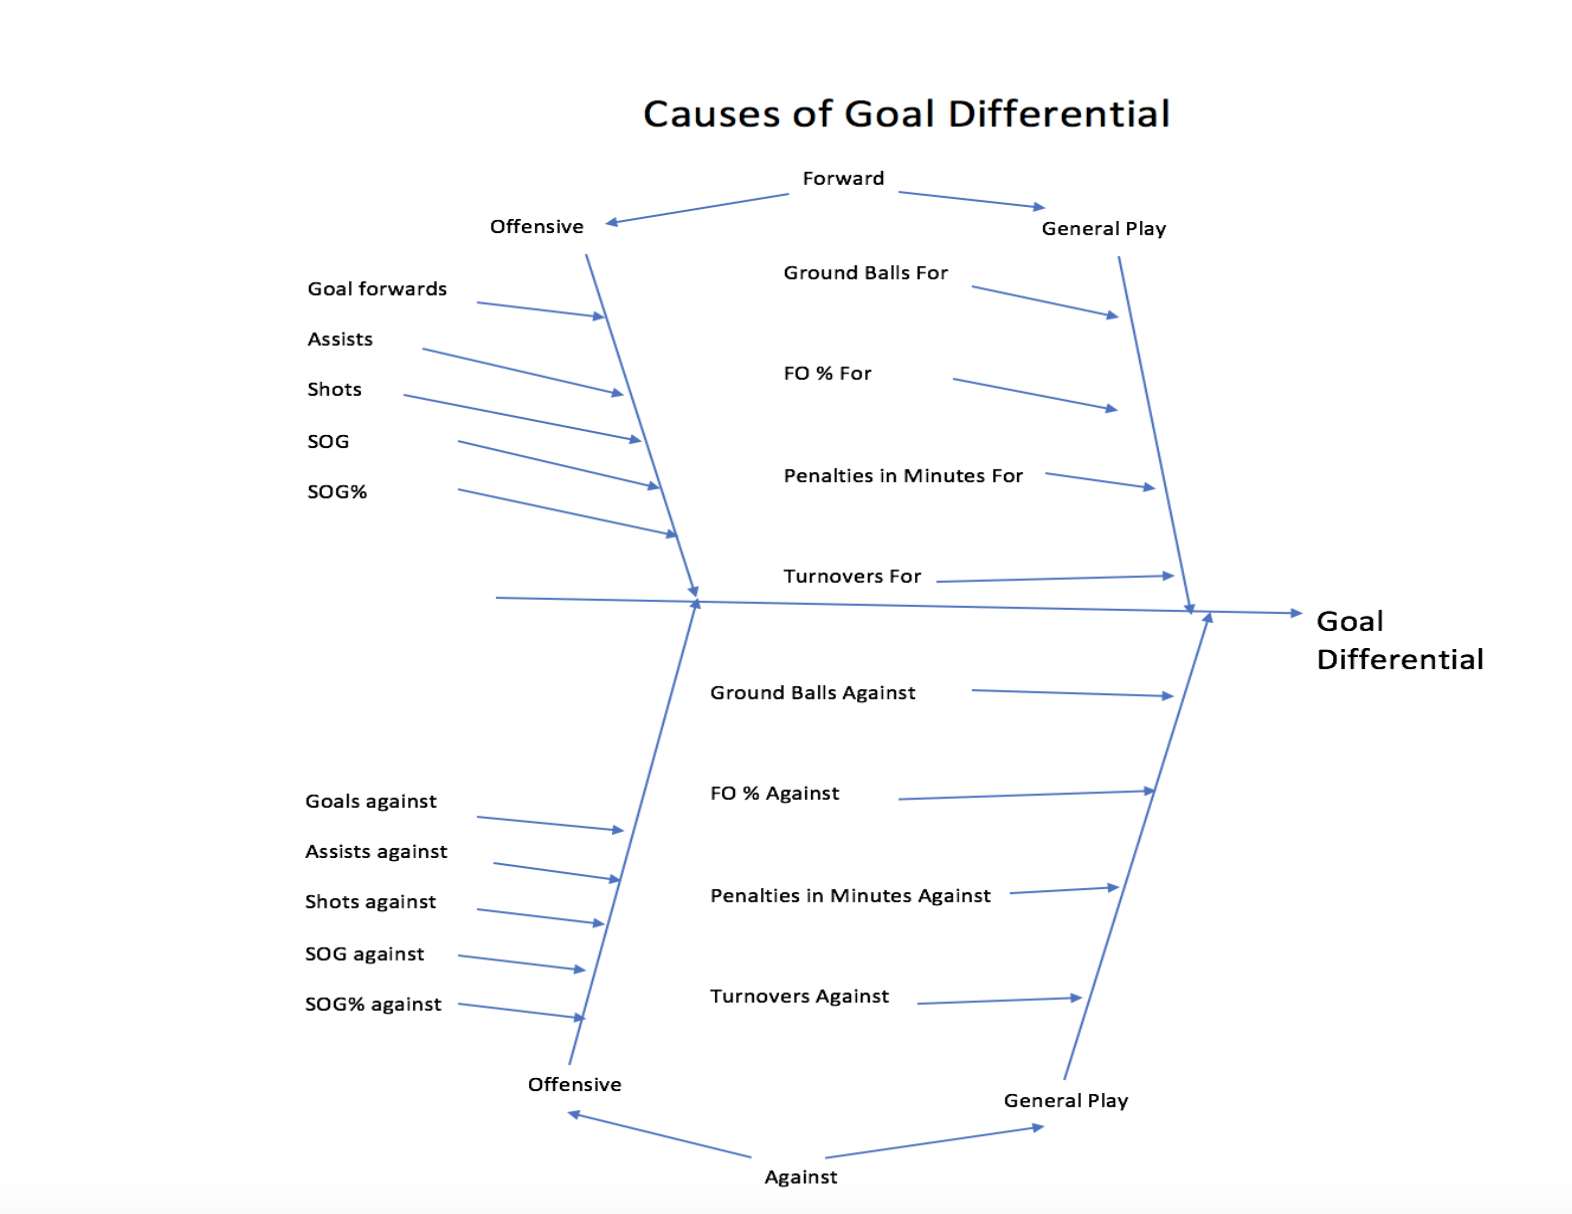 Causes of Goal Differential
Forward
Offensive
General Play
Goal forwards
Assists
Shots
SOG
SOG%
Ground Balls For
FO % For
Penalties in Minutes For
Turnovers For
Goal
Differential
Goals against
Assists against
Shots against
SOG against
SOG% against
Ground Balls Against
FO % Against
Penalties in Minutes Against
Turnovers Against
Offensive
General Play
Against